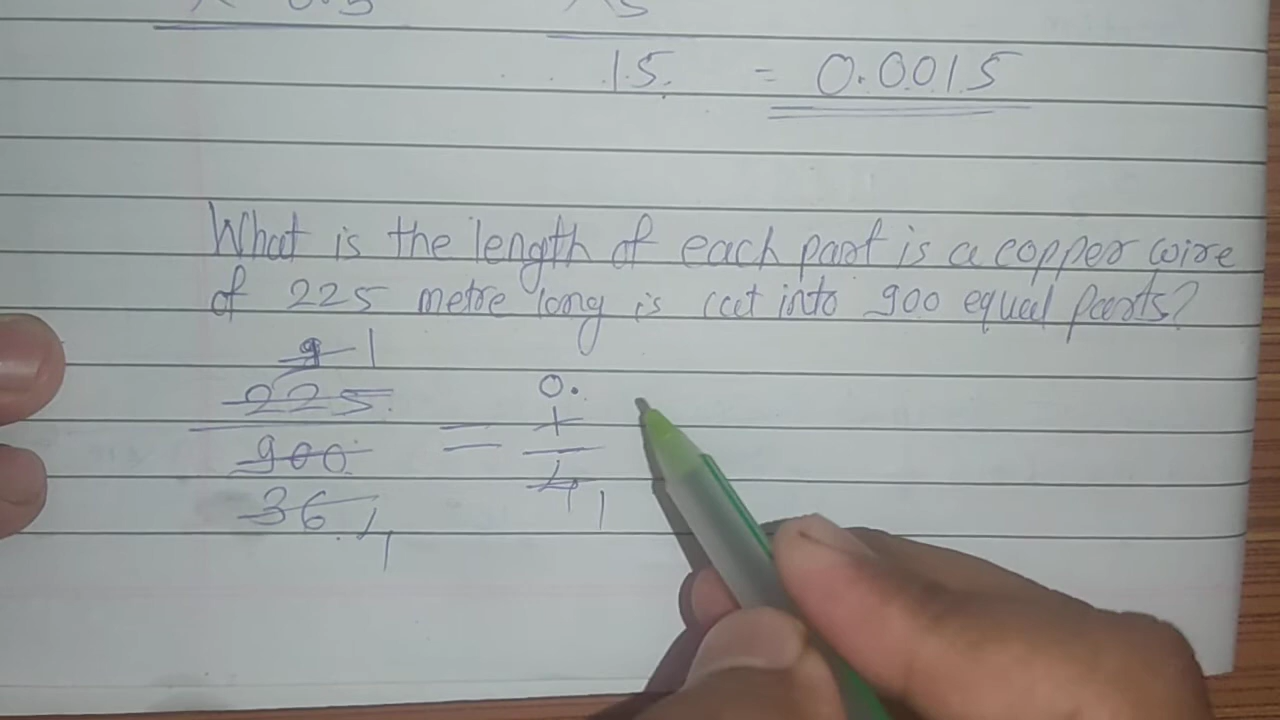 15 = 0.0015
What is the length of each part is a copper wire
of 225 metre long is cut into 900 equal parts?
9 1
225 0.
900 = 1
36 4 4 1